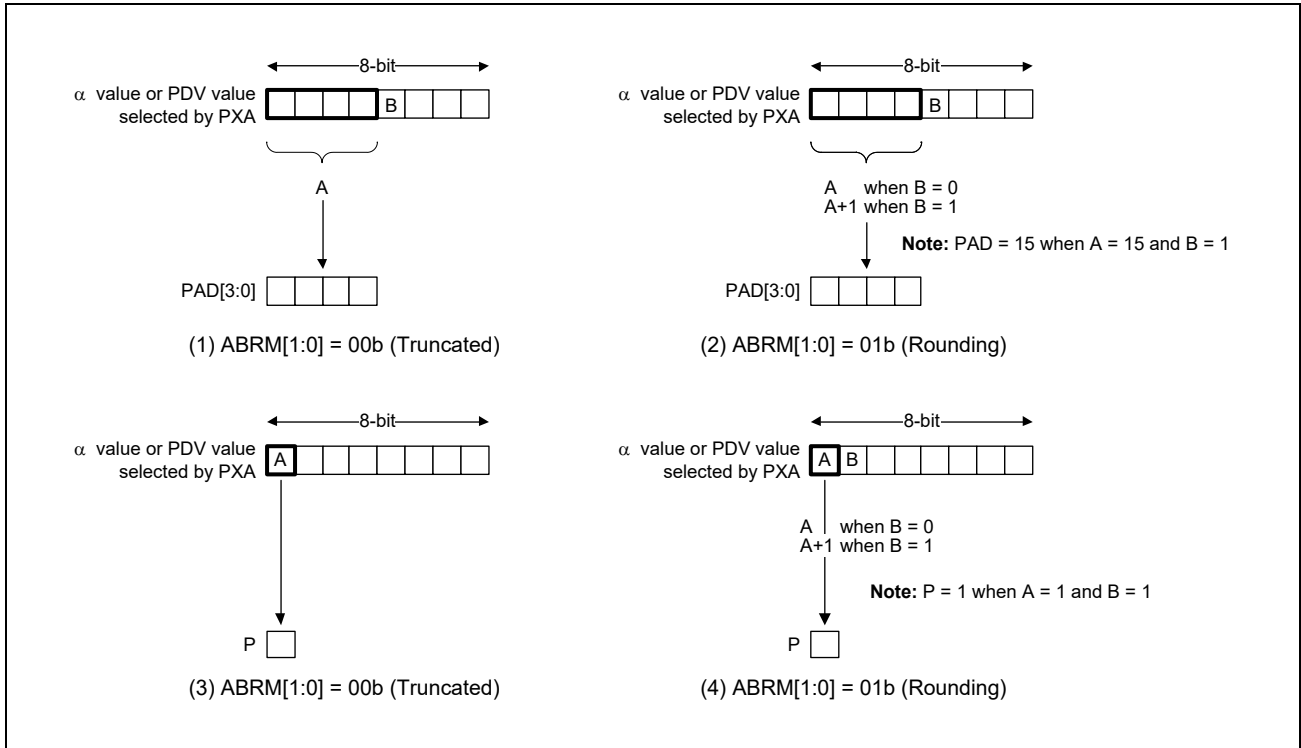 8-bit
α value or PDV value
selected by PXA
B
A
PAD[3:0]
(1) ABRM[1:0] = 00b (Truncated)
8-bit
α value or PDV value
selected by PXA
B
A when B = 0
A+1 when B = 1
Note: PAD = 15 when A = 15 and B = 1
PAD[3:0]
(2) ABRM[1:0] = 01b (Rounding)
8-bit
α value or PDV value
selected by PXA
A
P
(3) ABRM[1:0] = 00b (Truncated)
8-bit
α value or PDV value
selected by PXA
A B
A when B = 0
A+1 when B = 1
Note: P = 1 when A = 1 and B = 1
P
(4) ABRM[1:0] = 01b (Rounding)